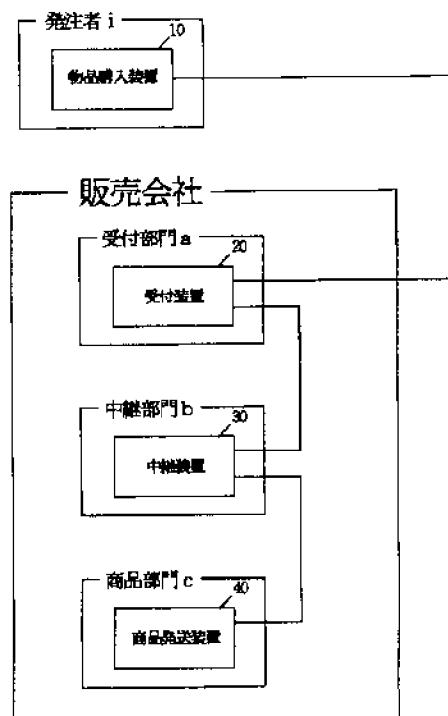 発注者 i
10
物品購入装置
販売会社
受付部門 a
20
受付装置
中継部門 b
30
中継装置
商品部門 c
40
商品発送装置